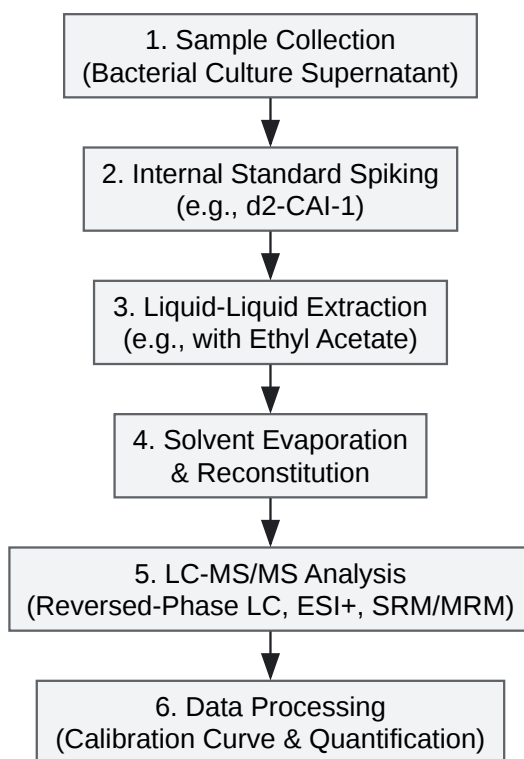 1. Sample Collection
(Bacterial Culture Supernatant)
2. Internal Standard Spiking
(e.g., d2-CAI-1)
3. Liquid-Liquid Extraction
(e.g., with Ethyl Acetate)
4. Solvent Evaporation
& Reconstitution
5. LC-MS/MS Analysis
(Reversed-Phase LC, ESI+, SRM/MRM)
6. Data Processing
(Calibration Curve & Quantification)